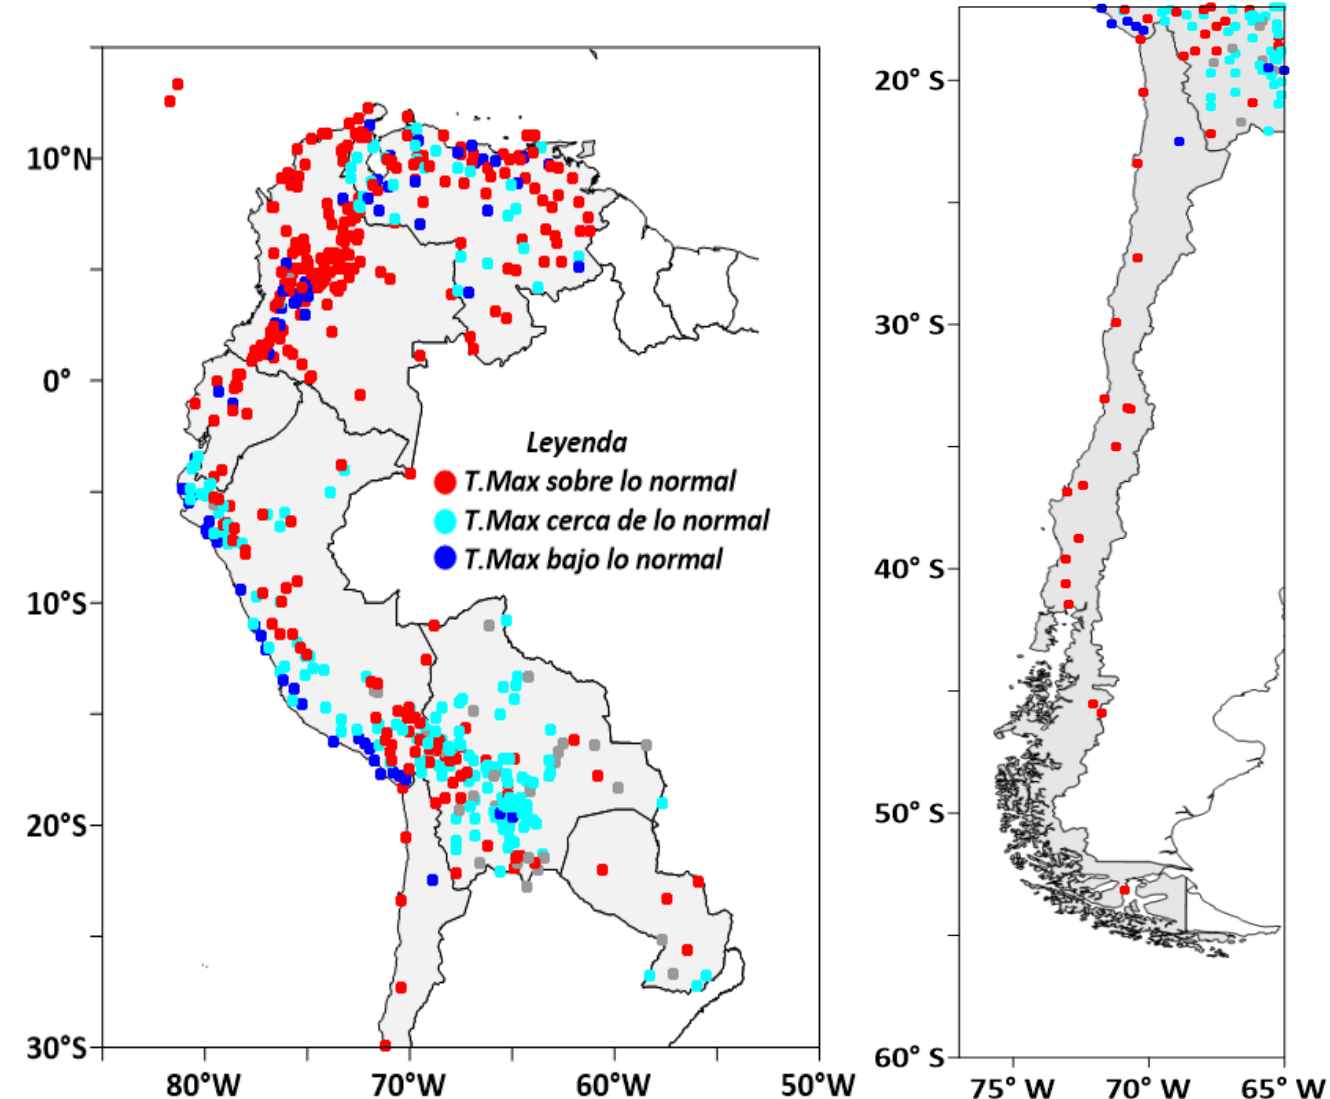 10°N
0°
10°S
20°S
30°S
80°W
70°W
60°W
50°W
Leyenda
T.Max sobre lo normal
T.Max cerca de lo normal
T.Max bajo lo normal
20° S
30° S
40° S
50° S
60° S
75° W
70° W
65° W